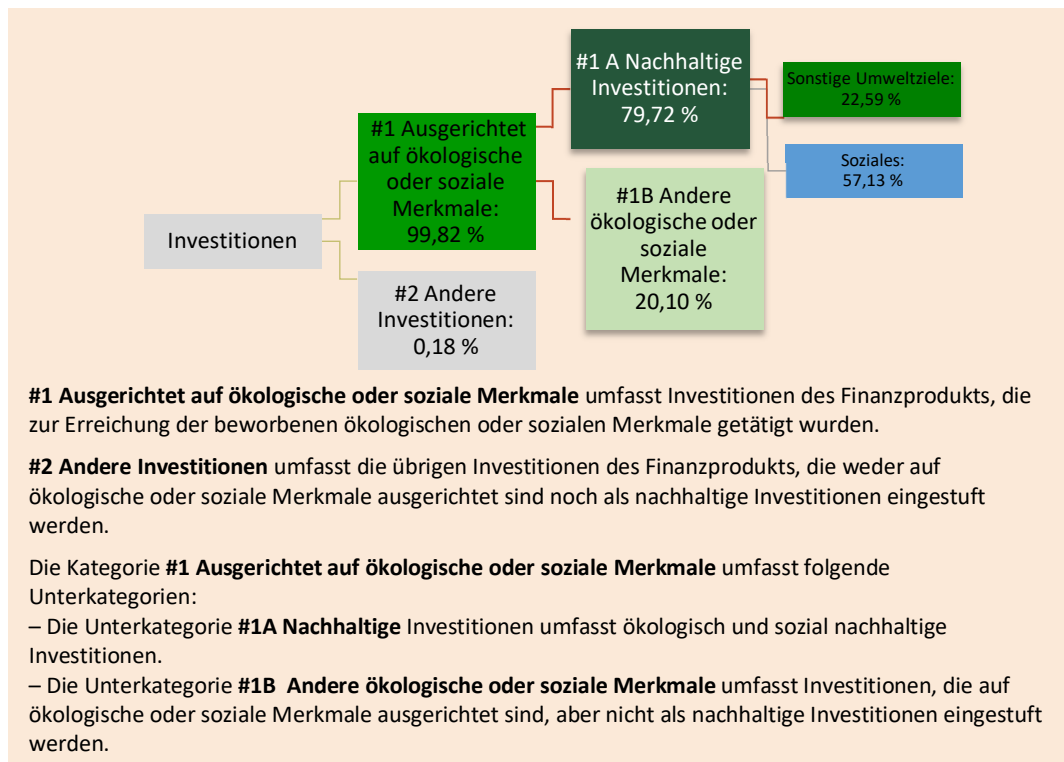 #1 A Nachhaltige
Investitionen:
79,72 %
Sonstige Umweltziele:
22,59 %
#1 Ausgerichtet
auf ökologische
oder soziale
Merkmale:
99,82 %
Soziales:
57,13 %
#1B Andere
ökologische oder
soziale
Merkmale:
20,10 %
Investitionen
#2 Andere
Investitionen:
0,18 %
#1 Ausgerichtet auf ökologische oder soziale Merkmale umfasst Investitionen des Finanzprodukts, die
zur Erreichung der beworbenen ökologischen oder sozialen Merkmale getätigt wurden.
#2 Andere Investitionen umfasst die übrigen Investitionen des Finanzprodukts, die weder auf
ökologische oder soziale Merkmale ausgerichtet sind noch als nachhaltige Investitionen eingestuft
werden.
Die Kategorie #1 Ausgerichtet auf ökologische oder soziale Merkmale umfasst folgende
Unterkategorien:
– Die Unterkategorie #1A Nachhaltige Investitionen umfasst ökologisch und sozial nachhaltige
Investitionen.
– Die Unterkategorie #1B Andere ökologische oder soziale Merkmale umfasst Investitionen, die auf
ökologische oder soziale Merkmale ausgerichtet sind, aber nicht als nachhaltige Investitionen eingestuft
werden.